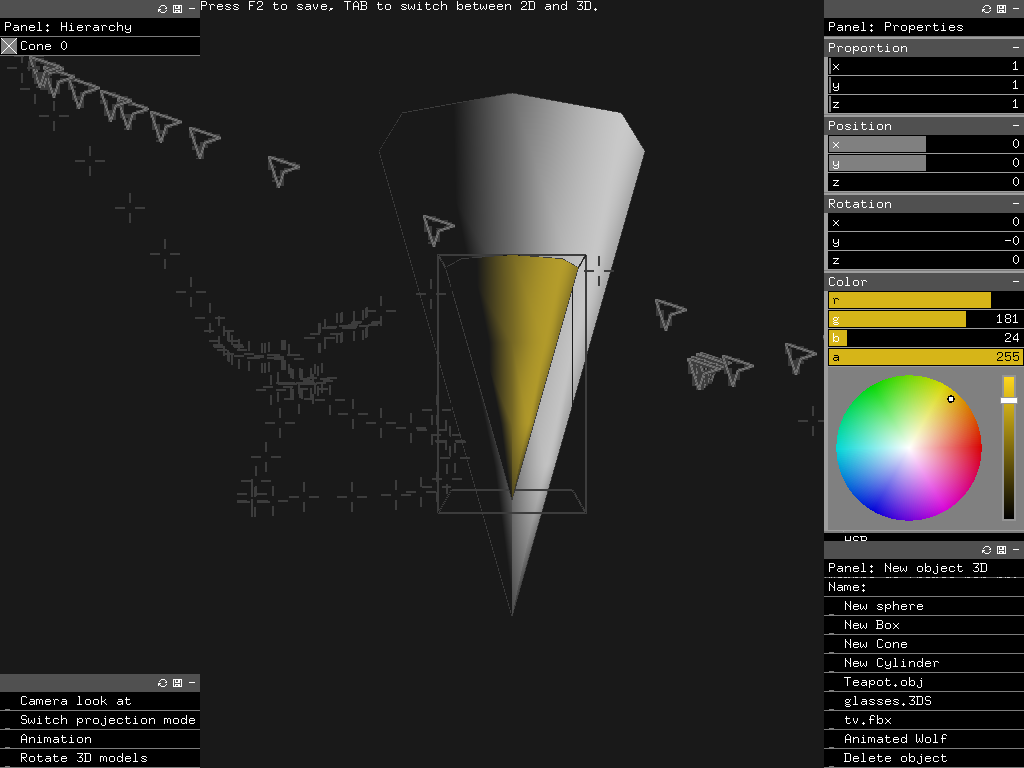 Press F2 to save, TAB to switch between 2D and 3D.
Panel: Hierarchy
Cone 0
Camera look at
Switch projection mode
Animation
Rotate 3D models
Panel: Properties
Proportion
x 1
y 1
z 1
Position
x 0
y 0
z 0
Rotation
x 0
y -0
z 0
Color
r
g 181
b 24
a 255
HSB
Panel: New object 3D
Name:
New sphere
New Box
New Cone
New Cylinder
Teapot.obj
glasses.3DS
tv.fbx
Animated Wolf
Delete object